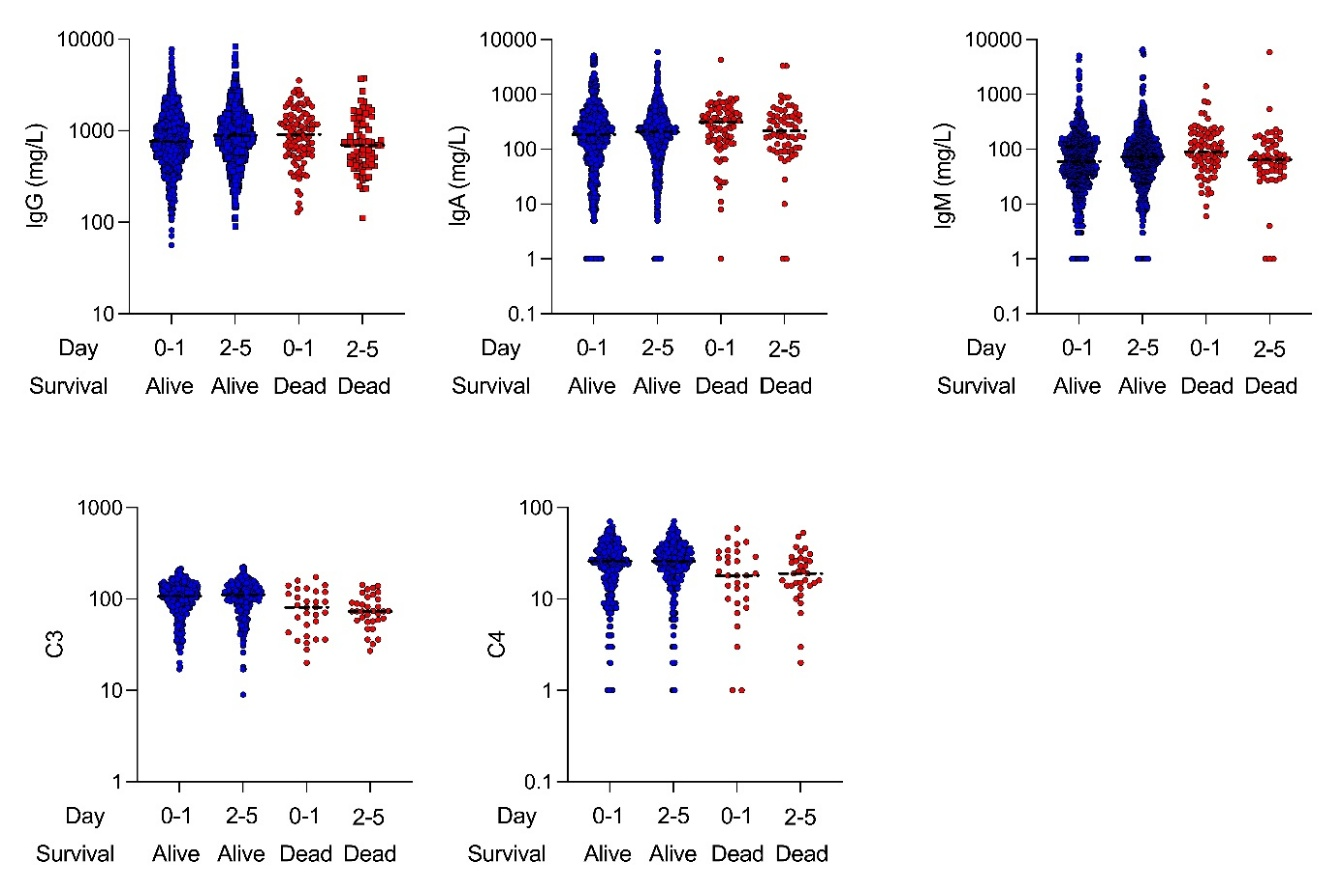 IgG (mg/L)
10000
1000
100
10
Day 0-1 2-5 0-1 2-5
Survival Alive Alive Dead Dead
IgA (mg/L)
10000
1000
100
10
1
0.1
Day 0-1 2-5 0-1 2-5
Survival Alive Alive Dead Dead
IgM (mg/L)
10000
1000
100
10
1
0.1
Day 0-1 2-5 0-1 2-5
Survival Alive Alive Dead Dead
C3
1000
100
10
1
Day 0-1 2-5 0-1 2-5
Survival Alive Alive Dead Dead
C4
100
10
1
0.1
Day 0-1 2-5 0-1 2-5
Survival Alive Alive Dead Dead